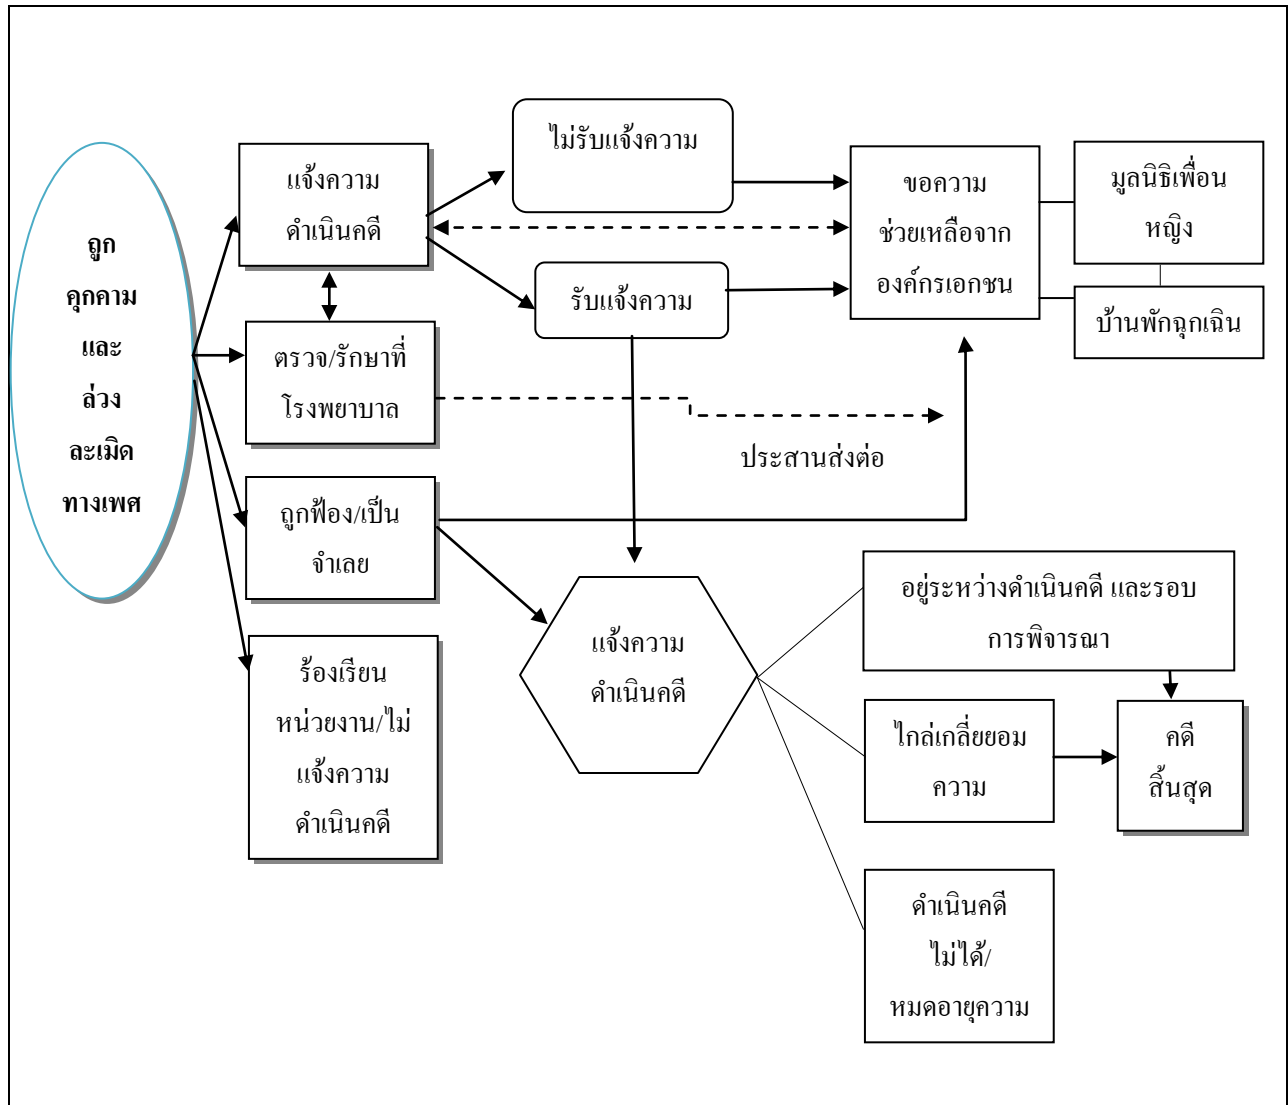 ถูก
คุกคาม
และ
ล่วง
ละเมิด
ทางเพศ
แจ้งความ
ดำเนินคดี
ตรวจ/รักษาที่
โรงพยาบาล
ถูกฟ้อง/เป็น
จำเลย
ร้องเรียน
หน่วยงาน/ไม่
แจ้งความ
ดำเนินคดี
ไม่รับแจ้งความ
รับแจ้งความ
ขอความ
ช่วยเหลือจาก
องค์กรเอกชน
มูลนิธิเพื่อน
หญิง
บ้านพักฉุกเฉิน
ประสานส่งต่อ
แจ้งความ
ดำเนินคดี
อยู่ระหว่างดำเนินคดี และรอบ
การพิจารณา
ไกล่เกลี่ยยอม
ความ
คดี
สิ้นสุด
ดำเนินคดี
ไม่ได้/
หมดอายุความ